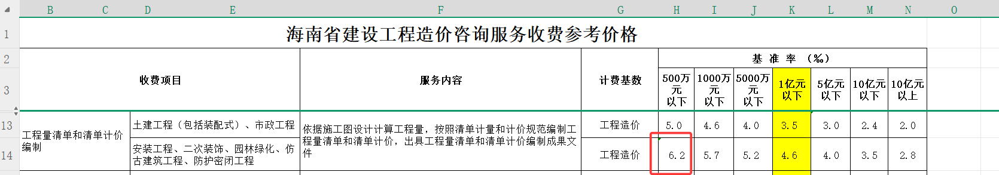 B C D E F G H I J K L M N O
1 海南省建设工程造价咨询服务收费参考价格
2 基 准 率 （‰）
收费项目 服务内容 计费基数
3 500万元以下 1000万元以下 5000万元以下 1亿元以下 5亿元以下 10亿元以下 10亿元以上
13 土建工程（包括装配式）、市政工程 工程造价 5.0 4.6 4.0 3.5 3.0 2.4 2.0
工程量清单和清单计价
编制
依据施工图设计计算工程量，按照清单计量和计价规范编制工
程量清单和清单计价，出具工程量清单和清单计价编制成果文
件
14 安装工程、二次装饰、园林绿化、仿
古建筑工程、防护密闭工程
工程造价 6.2 5.7 5.2 4.6 4.0 3.5 2.8